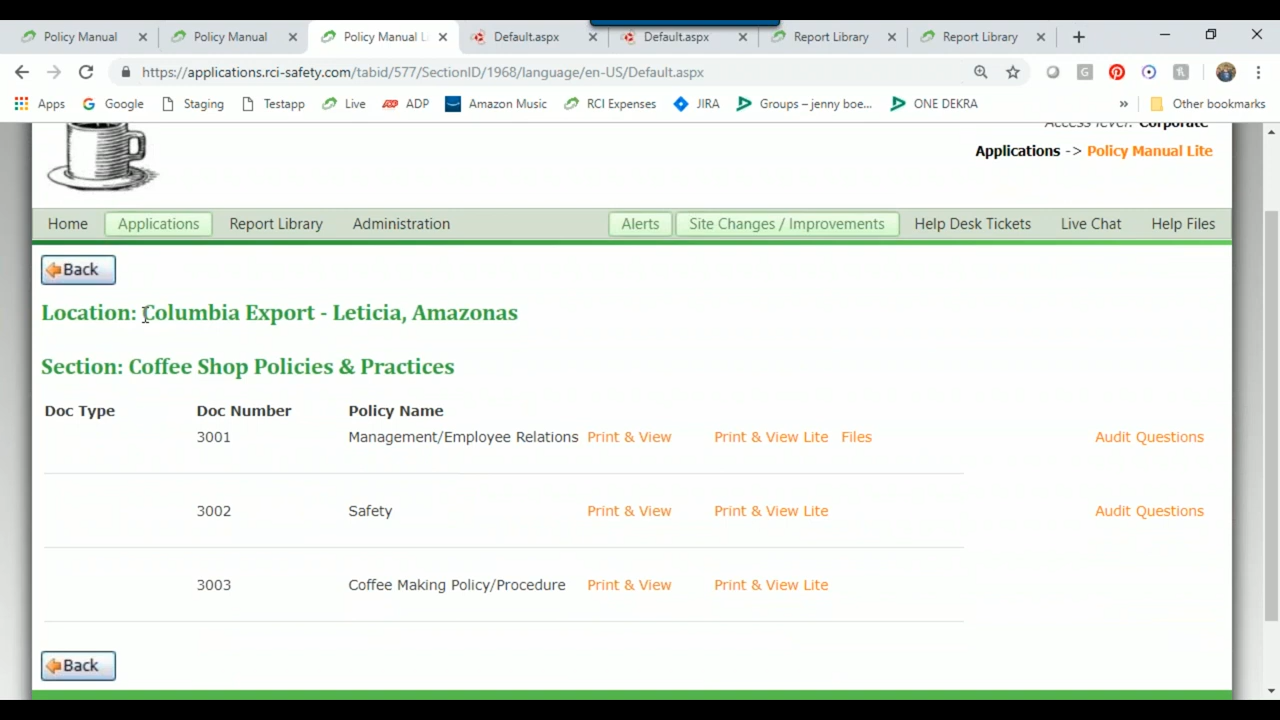 Policy Manual
Policy Manual
Policy Manual Li
Default.aspx
Default.aspx
Report Library
Report Library
https://applications.rci-safety.com/tabid/577/SectionID/1968/language/en-US/Default.aspx
Apps
Google
Staging
Testapp
Live
ADP
Amazon Music
RCI Expenses
JIRA
Groups – jenny boe...
ONE DEKRA
»
Other bookmarks
Access level: Corporate
Applications -> Policy Manual Lite
Home
Applications
Report Library
Administration
Alerts
Site Changes / Improvements
Help Desk Tickets
Live Chat
Help Files
Back
Location: Columbia Export - Leticia, Amazonas
Section: Coffee Shop Policies & Practices
Doc Type Doc Number Policy Name
3001 Management/Employee Relations Print & View Print & View Lite Files Audit Questions
3002 Safety Print & View Print & View Lite Audit Questions
3003 Coffee Making Policy/Procedure Print & View Print & View Lite
Back